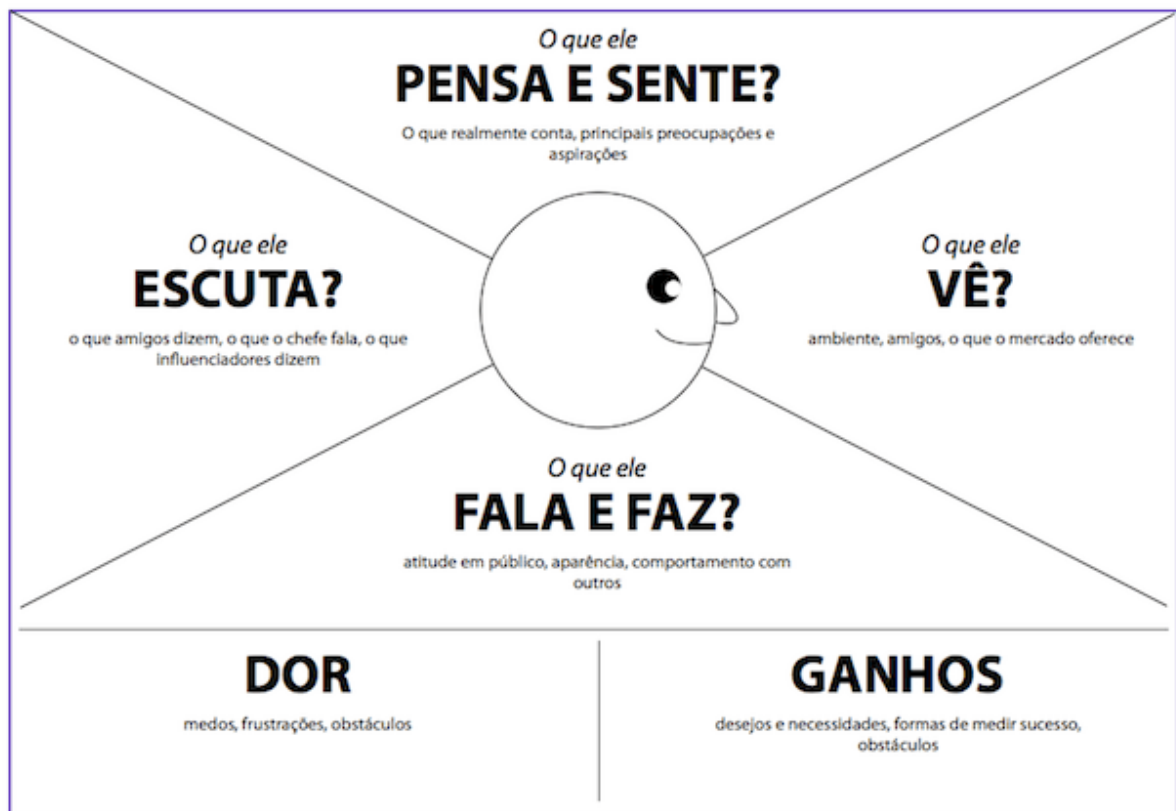 O que ele
PENSA E SENTE?
O que realmente conta, principais preocupações e
aspirações
O que ele
ESCUTA?
o que amigos dizem, o que o chefe fala, o que
influenciadores dizem
O que ele
VÊ?
ambiente, amigos, o que o mercado oferece
O que ele
FALA E FAZ?
atitude em público, aparência, comportamento com
outros
DOR
medos, frustrações, obstáculos
GANHOS
desejos e necessidades, formas de medir sucesso,
obstáculos